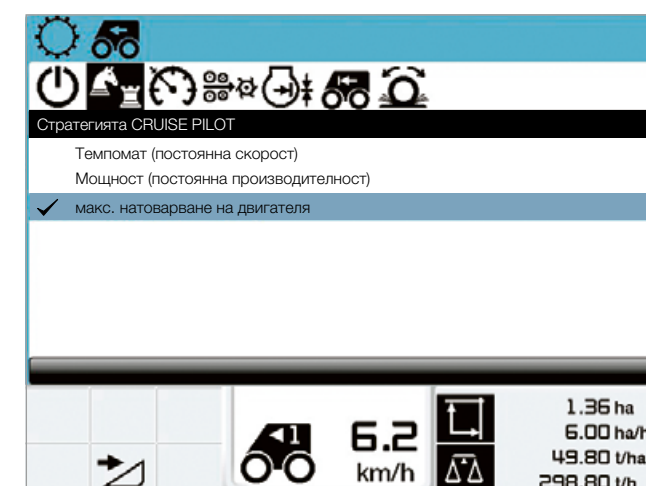 Стратегията CRUISE PILOT
Темпомат (постоянна скорост)
Мощност (постоянна производителност)
макс. натоварване на двигателя
1
6.2
km/h
1.36 ha
6.00 ha/h
49.80 t/ha
298.80 t/h